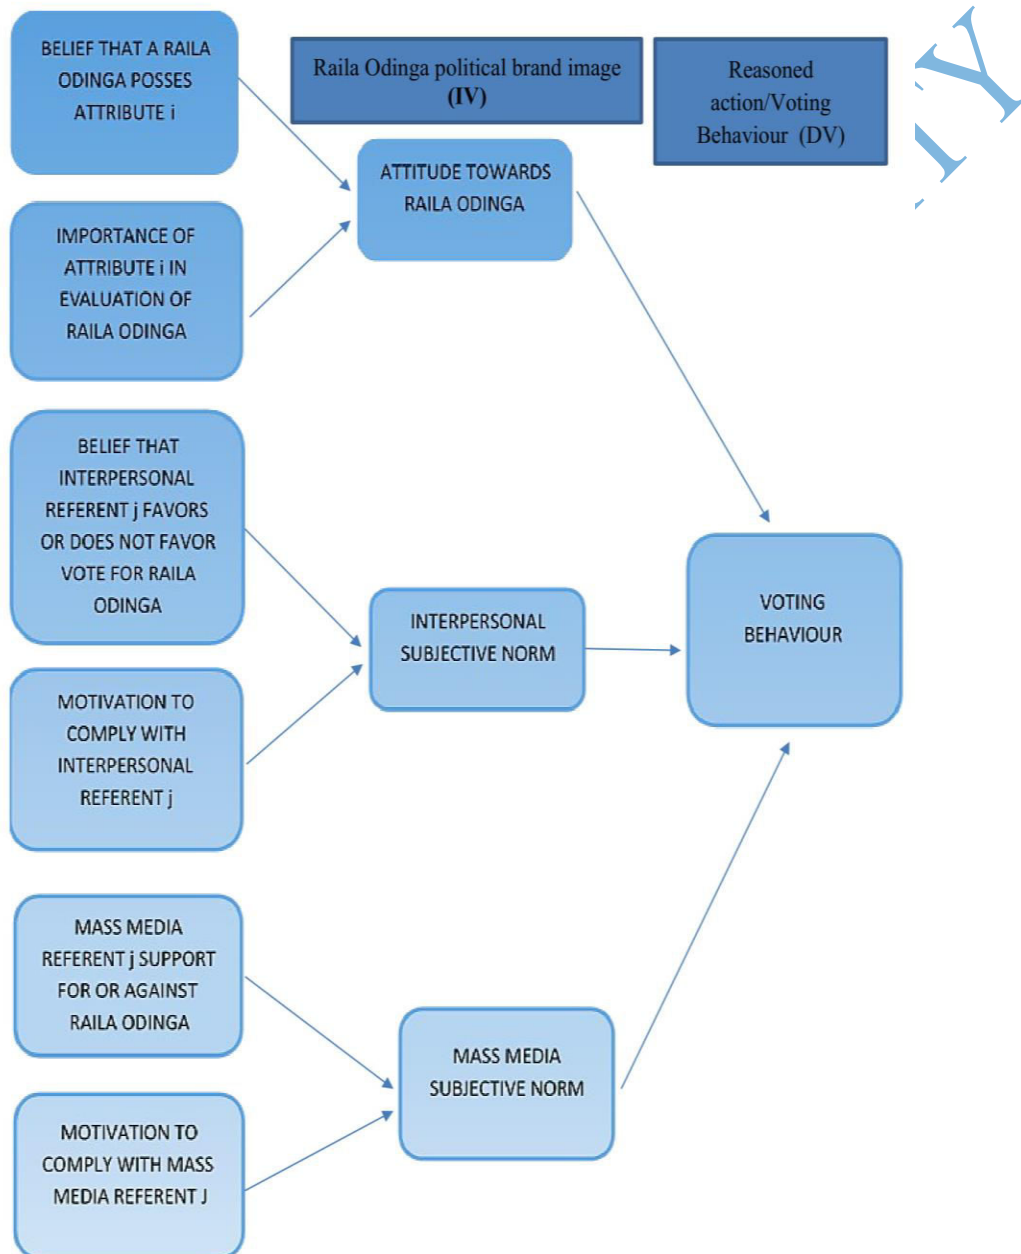 BELIEF THAT A RAILA
ODINGA POSSES
ATTRIBUTE i
Raila Odinga political brand image
(IV)
Reasoned
action/Voting
Behaviour (DV)
ATTITUDE TOWARDS
RAILA ODINGA
IMPORTANCE OF
ATTRIBUTE i IN
EVALUATION OF
RAILA ODINGA
BELIEF THAT
INTERPERSONAL
REFERENT j FAVORS
OR DOES NOT FAVOR
VOTE FOR RAILA
ODINGA
INTERPERSONAL
SUBJECTIVE NORM
VOTING
BEHAVIOUR
MOTIVATION TO
COMPLY WITH
INTERPERSONAL
REFERENT j
MASS MEDIA
REFERENT j SUPPORT
FOR OR AGAINST
RAILA ODINGA
MASS MEDIA
SUBJECTIVE NORM
MOTIVATION TO
COMPLY WITH MASS
MEDIA REFERENT J